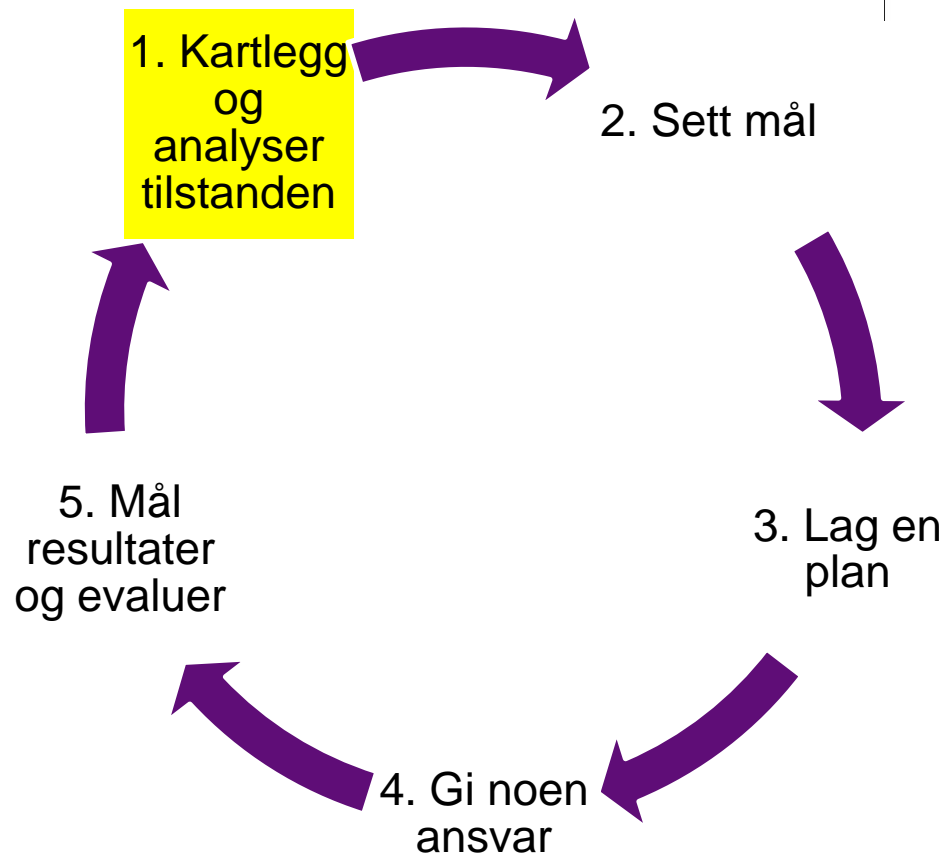 1. Kartlegg
og
analyser
tilstanden
2. Sett mål
3. Lag en
plan
4. Gi noen
ansvar
5. Mål
resultater
og evaluer